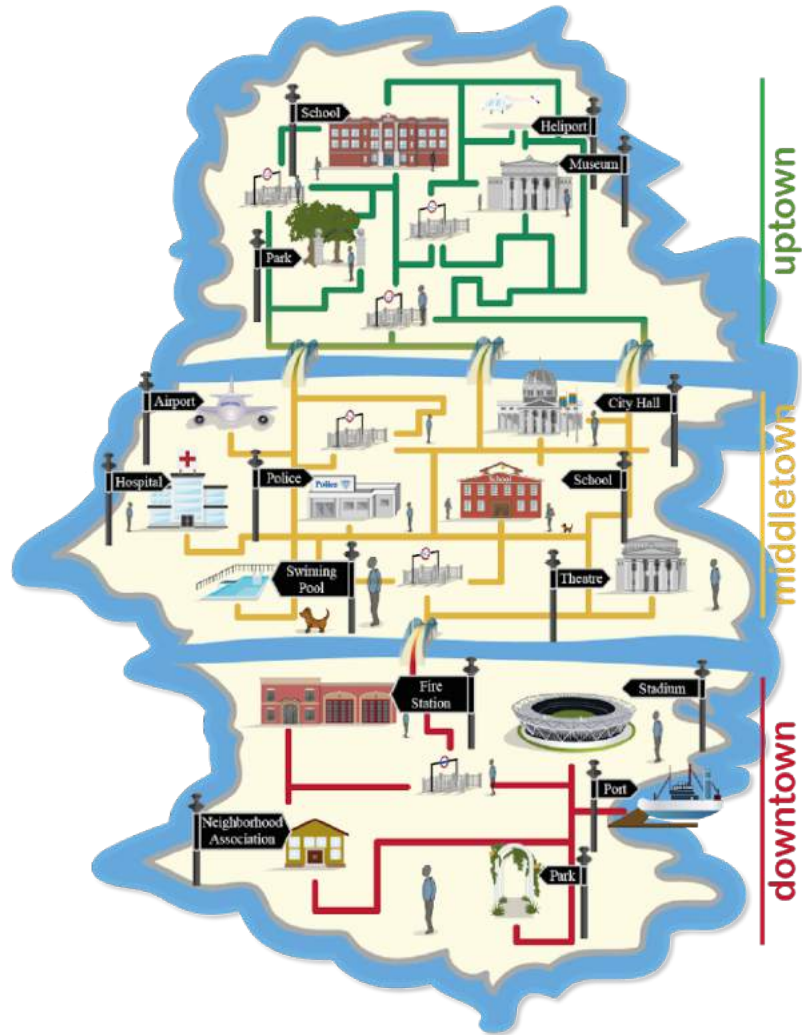 School
Heliport
Museum
Park
uptown
Airport
City Hall
Hospital
Police
Police
School
School
Swiming
Pool
Theatre
middletown
Fire
Station
Stadium
Port
Neighborhood
Association
Park
downtown